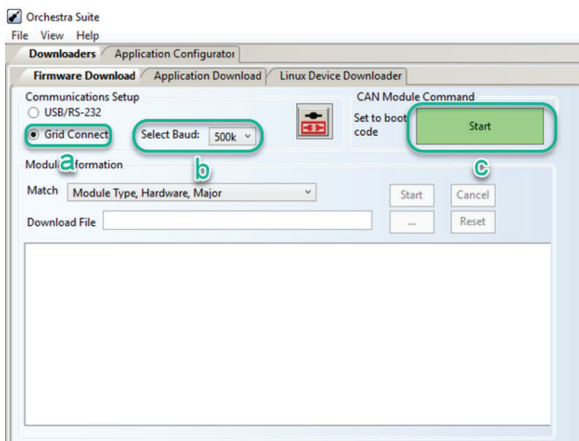 Orchestra Suite
File View Help
Downloaders Application Configurator
Firmware Download Application Download Linux Device Downloader
Communications Setup
USB/RS-232
Grid Connect
Select Baud: 500k
CAN Module Command
Set to boot code
Start
a
b
c
Module Information
Match Module Type, Hardware, Major
Start Cancel
Download File
... Reset